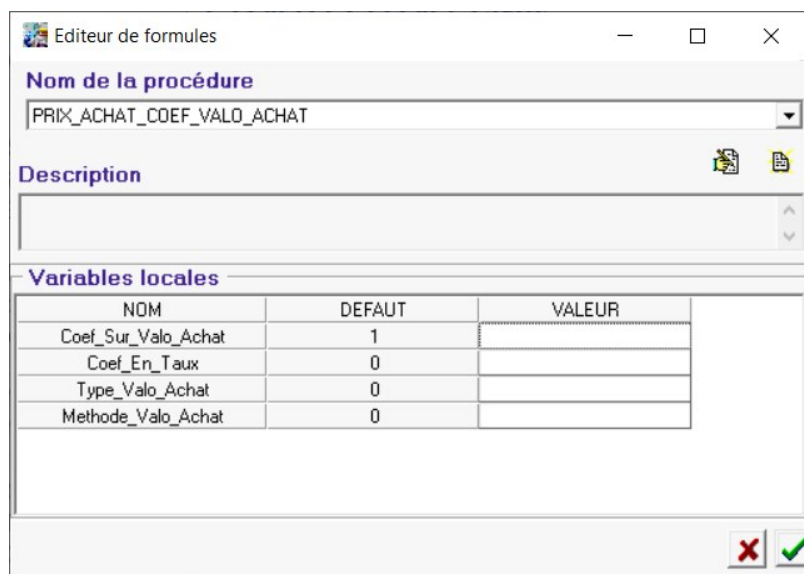 Editeur de formules
Nom de la procédure
PRIX_ACHAT_COEF_VALO_ACHAT
Description
Variables locales
NOM DEFAUT VALEUR
Coef_Sur_Valo_Achat 1
Coef_En_Taux 0
Type_Valo_Achat 0
Methode_Valo_Achat 0